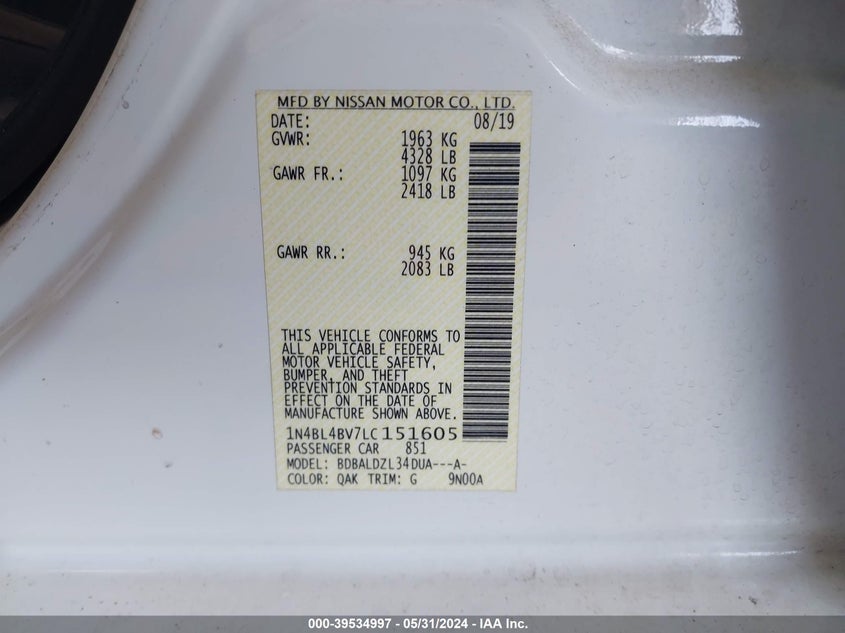 MFD BY NISSAN MOTOR CO., LTD.
DATE: 08/19
GVWR: 1963 KG
4328 LB
GAWR FR.: 1097 KG
2418 LB
GAWR RR.: 945 KG
2083 LB
THIS VEHICLE CONFORMS TO
ALL APPLICABLE FEDERAL
MOTOR VEHICLE SAFETY,
BUMPER, AND THEFT
PREVENTION STANDARDS IN
EFFECT ON THE DATE OF
MANUFACTURE SHOWN ABOVE.
1N4BL4BV7LC151605
PASSENGER CAR 851
MODEL: BDBALDZL34DUA---A-
COLOR: QAK TRIM: G 9N00A
000-39534997 - 05/31/2024 - IAA Inc.